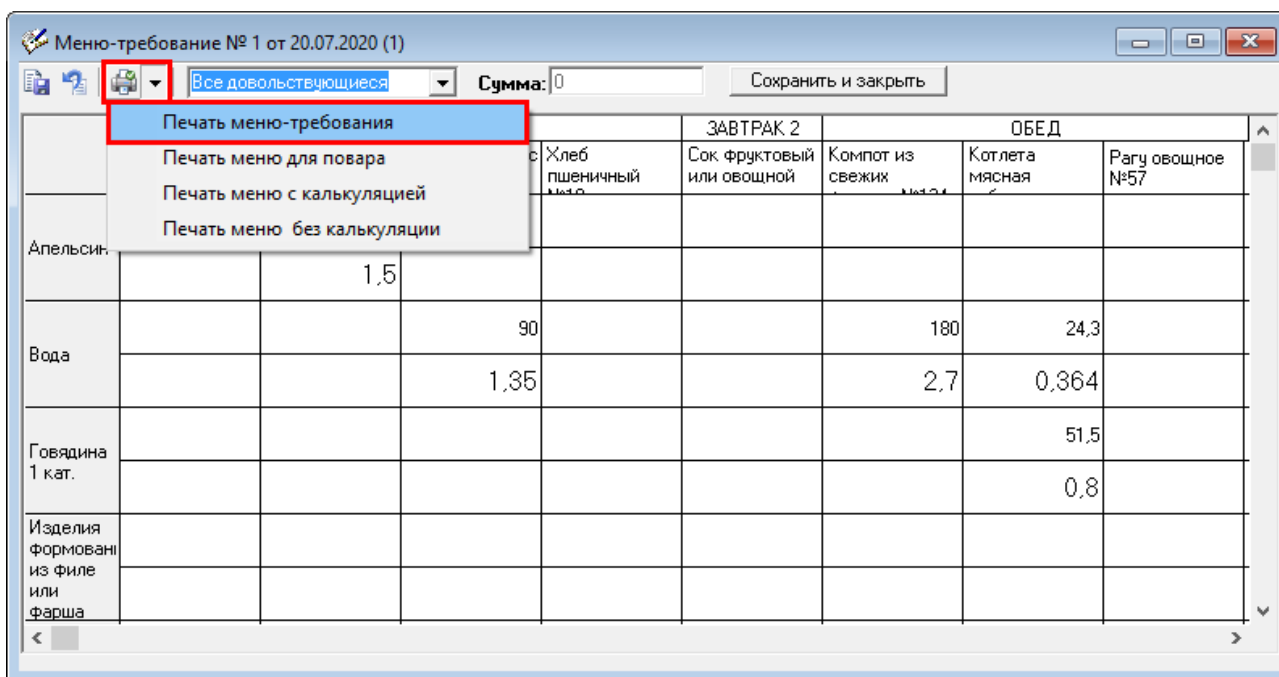 Меню-требование № 1 от 20.07.2020 (1)
Все довольствующиеся Сумма: 0 Сохранить и закрыть
Печать меню-требования
Печать меню для повара
Печать меню с калькуляцией
Печать меню без калькуляции
ЗАВТРАК 2 ОБЕД
с Хлеб пшеничный
Сок фруктовый или овощной
Компот из свежих
Котлета мясная
Рагу овощное №57
Апельсин
1,5
Вода
90 180 24,3
1,35 2,7 0,364
Говядина
1 кат.
51,5
0,8
Изделия
формован
из филе
или
фарша